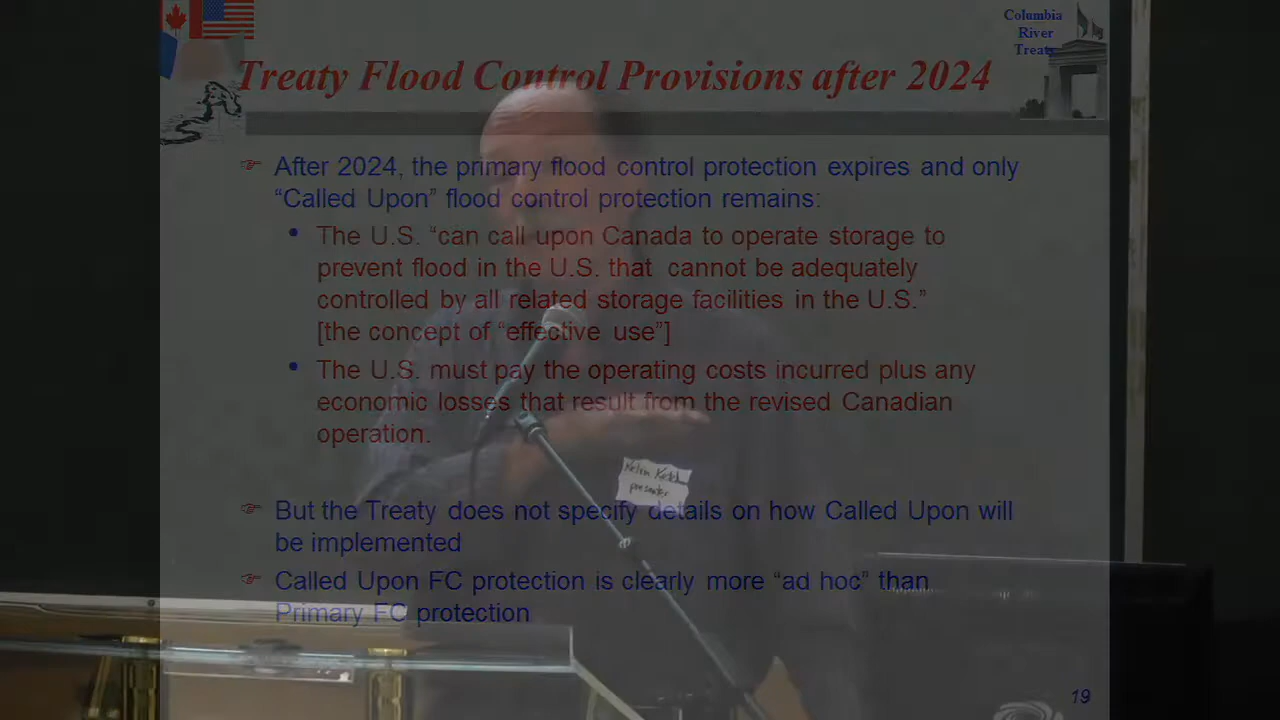 Columbia
River
Treaty
Treaty Flood Control Provisions after 2024
After 2024, the primary flood control protection expires and only
“Called Upon” flood control protection remains:
The U.S. “can call upon Canada to operate storage to
prevent flood in the U.S. that cannot be adequately
controlled by all related storage facilities in the U.S.”
[the concept of “effective use”]
The U.S. must pay the operating costs incurred plus any
economic losses that result from the revised Canadian
operation.
presenter
But the Treaty does not specify details on how Called Upon will
be implemented
Called Upon FC protection is clearly more “ad hoc” than
Primary FC protection
19